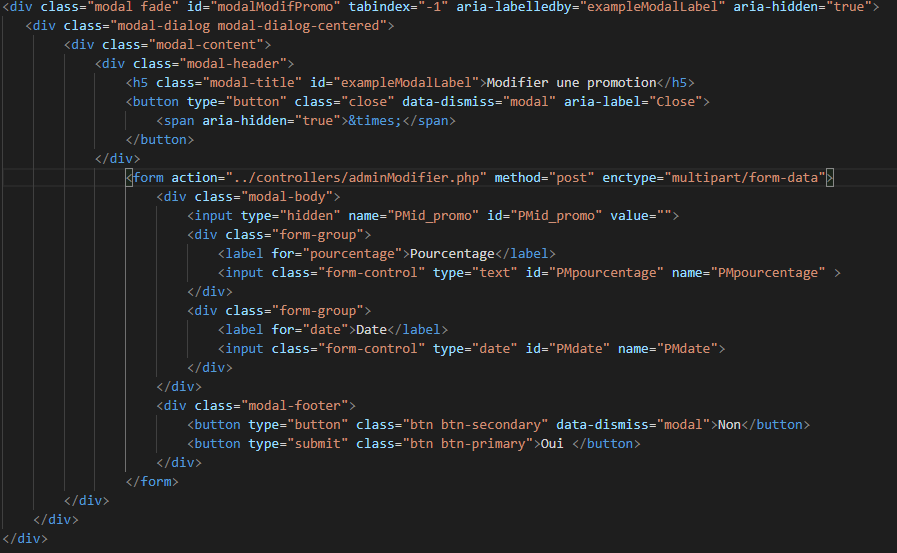 <div class="modal fade" id="modalModifPromo" tabindex="-1" aria-labelledby="exampleModalLabel" aria-hidden="true">
<div class="modal-dialog modal-dialog-centered">
<div class="modal-content">
<div class="modal-header">
<h5 class="modal-title" id="exampleModalLabel">Modifier une promotion</h5>
<button type="button" class="close" data-dismiss="modal" aria-label="Close">
<span aria-hidden="true">&times;</span>
</button>
</div>
<form action="../controllers/adminModifier.php" method="post" enctype="multipart/form-data">
<div class="modal-body">
<input type="hidden" name="PMid_promo" id="PMid_promo" value="">
<div class="form-group">
<label for="pourcentage">Pourcentage</label>
<input class="form-control" type="text" id="PMpourcentage" name="PMpourcentage" >
</div>
<div class="form-group">
<label for="date">Date</label>
<input class="form-control" type="date" id="PMdate" name="PMdate">
</div>
</div>
<div class="modal-footer">
<button type="button" class="btn btn-secondary" data-dismiss="modal">Non</button>
<button type="submit" class="btn btn-primary">Oui </button>
</div>
</form>
</div>
</div>
</div>